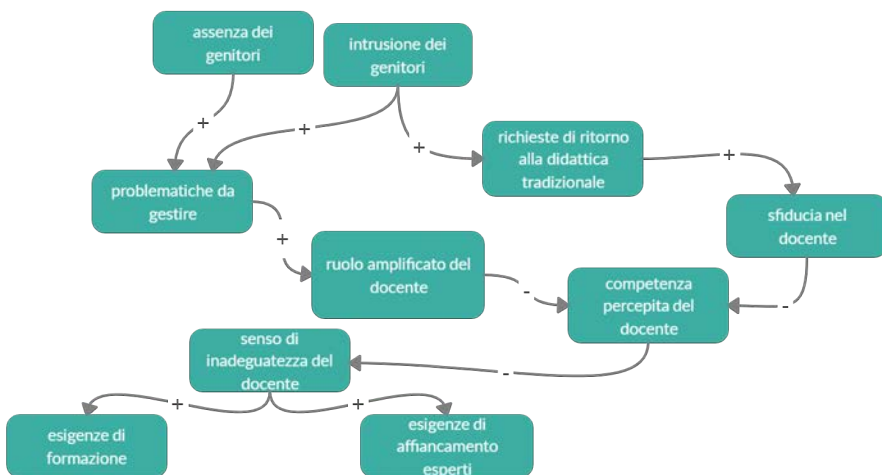 assenza dei
genitori
intrusione dei
genitori
+
+
+
richieste di ritorno
alla didattica
tradizionale
+
problematiche da
gestire
sfiducia nel
docente
+
ruolo amplificato del
docente
-
competenza
percepita del
docente
-
senso di
inadeguatezza del
docente
-
+
+
esigenze di
formazione
esigenze di
affiancamento
esperti